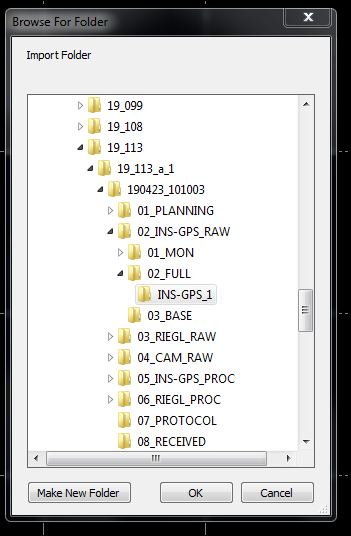 Browse For Folder
Import Folder
19_099
19_108
19_113
19_113_a_1
190423_101003
01_PLANNING
02_INS-GPS_RAW
01_MON
02_FULL
INS-GPS_1
03_BASE
03_RIEGL_RAW
04_CAM_RAW
05_INS-GPS_PROC
06_RIEGL_PROC
07_PROTOCOL
08_RECEIVED
Make New Folder OK Cancel